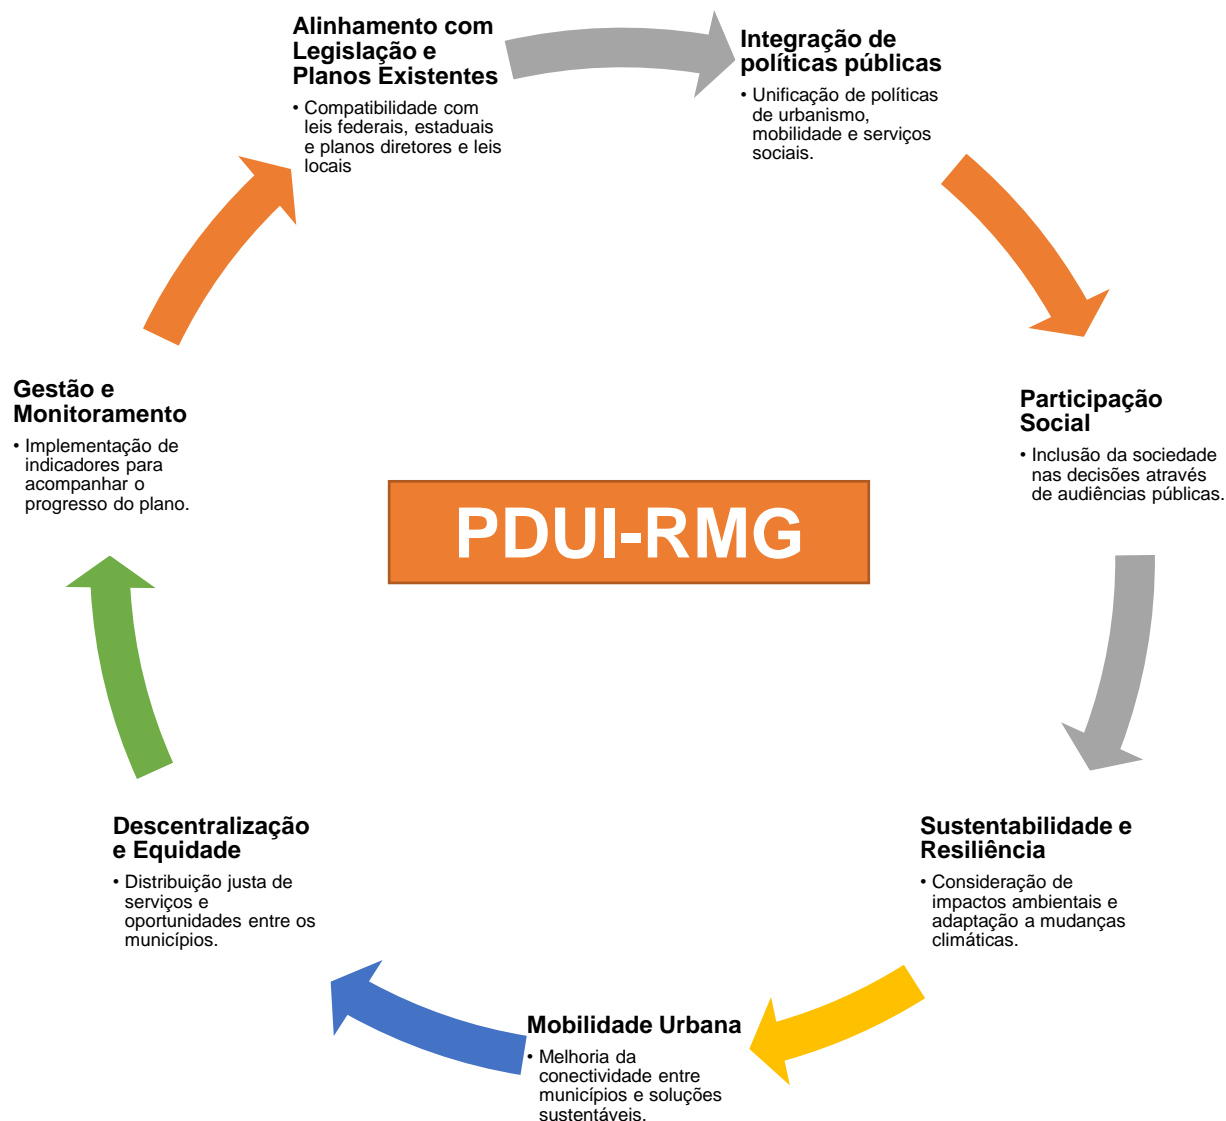 Alinhamento com
Legislação e
Planos Existentes
• Compatibilidade com
leis federais, estaduais
e planos diretores e leis
locais
Integração de
políticas públicas
• Unificação de políticas
de urbanismo,
mobilidade e serviços
sociais.
Participação
Social
• Inclusão da sociedade
nas decisões através
de audiências públicas.
Sustentabilidade e
Resiliência
• Consideração de
impactos ambientais e
adaptação a mudanças
climáticas.
Mobilidade Urbana
• Melhoria da
conectividade entre
municípios e soluções
sustentáveis.
Descentralização
e Equidade
• Distribuição justa de
serviços e
oportunidades entre os
municípios.
Gestão e
Monitoramento
• Implementação de
indicadores para
acompanhar o
progresso do plano.
PDUI-RMG